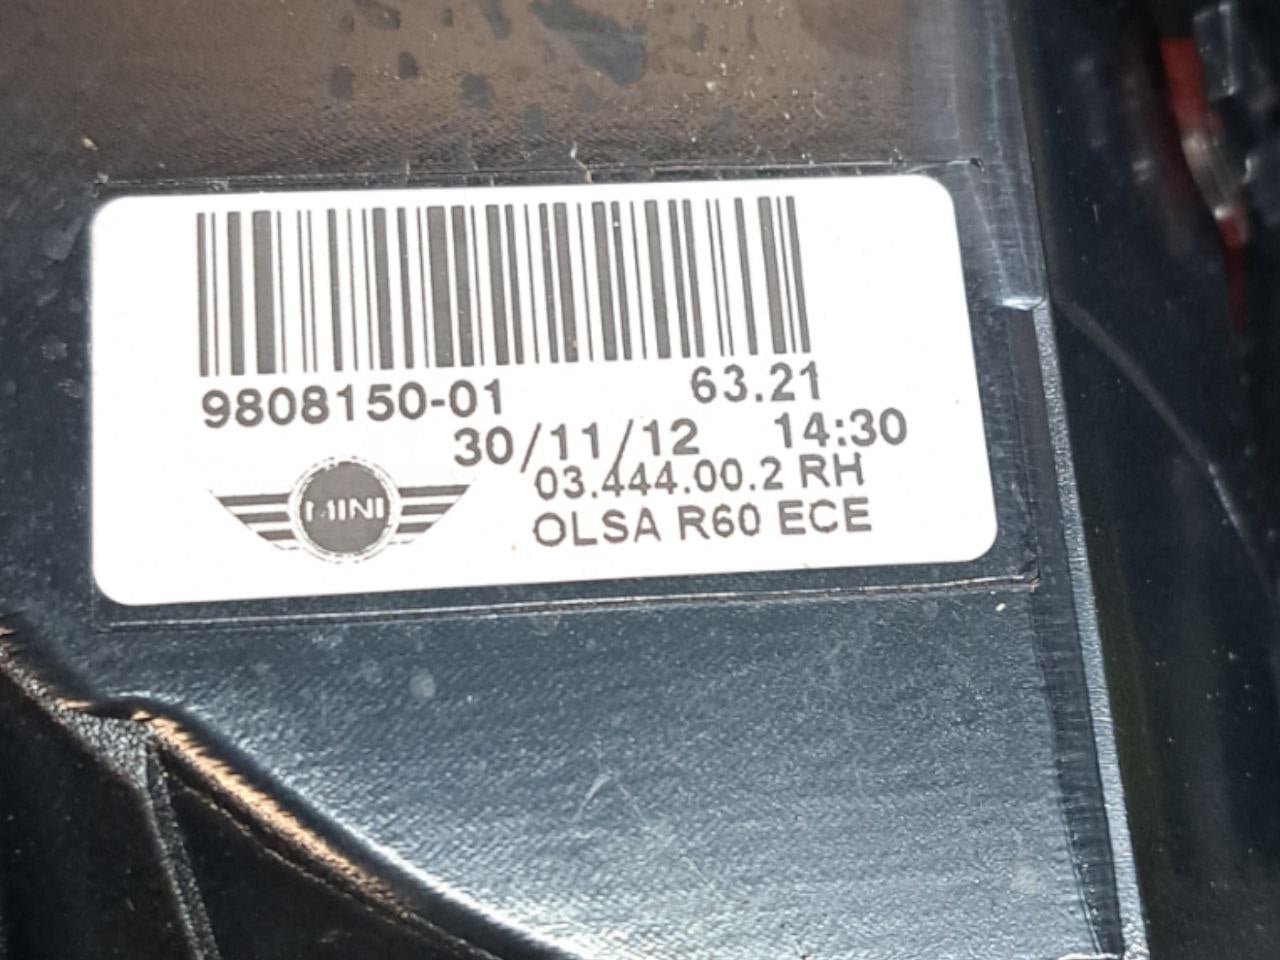 9808150-01 63.21
30/11/12 14:30
03.444.00.2 RH
MINI
OLSA R60 ECE